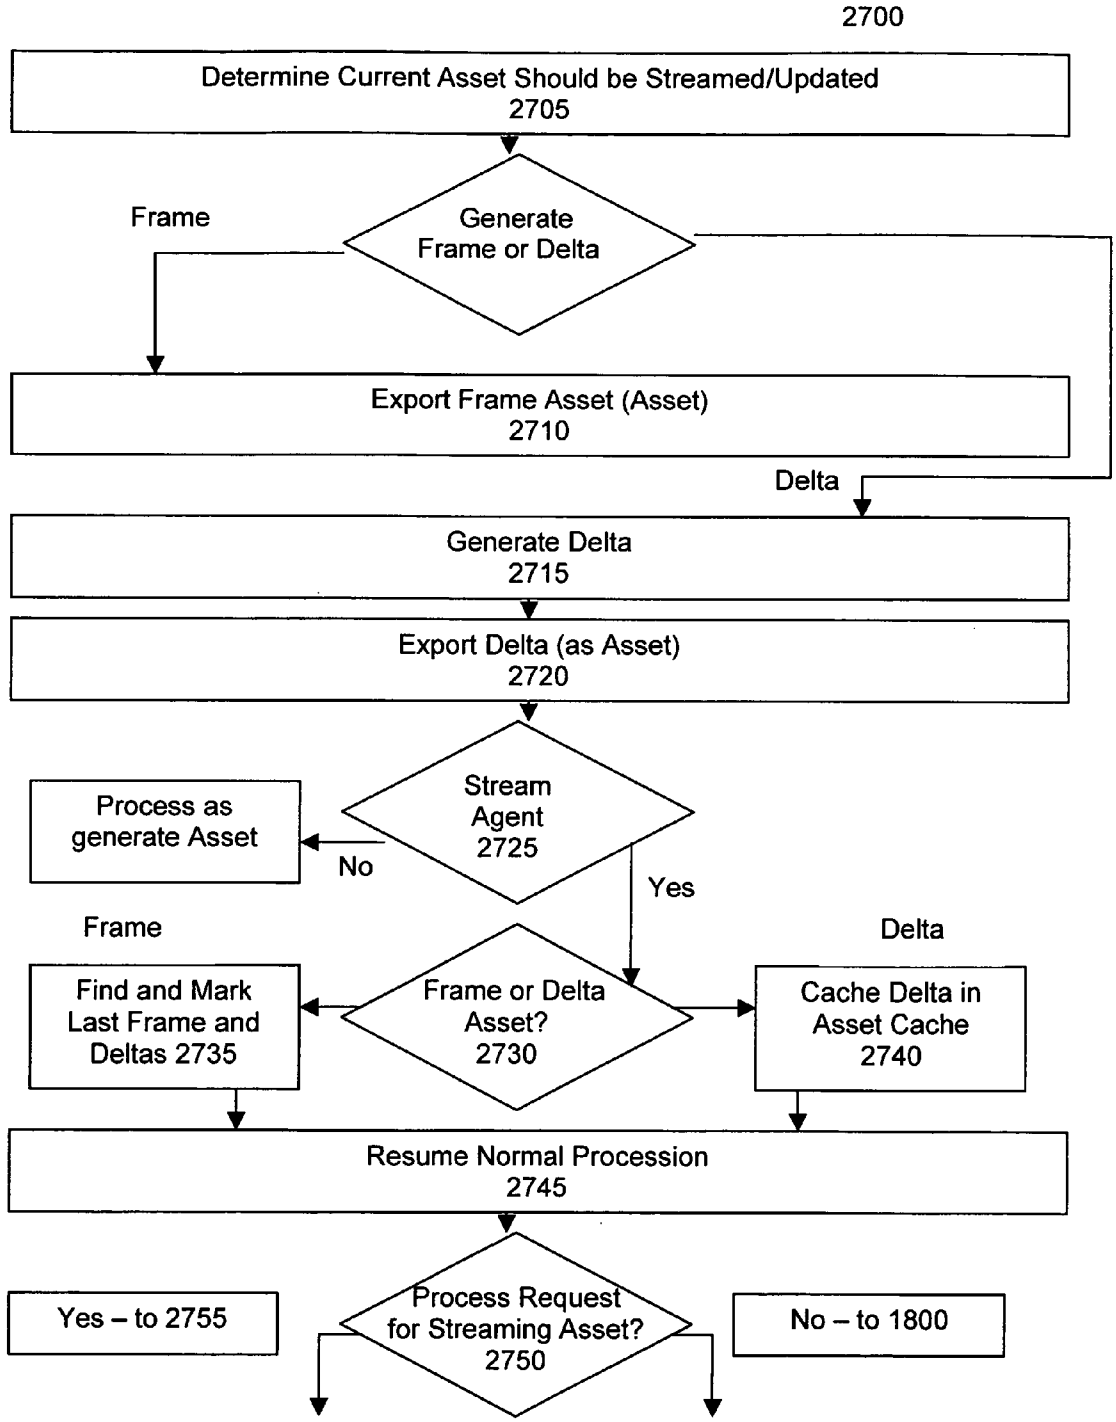 2700
Determine Current Asset Should be Streamed/Updated
2705
Frame
Generate
Frame or Delta
Export Frame Asset (Asset)
2710
Delta
Generate Delta
2715
Export Delta (as Asset)
2720
Stream
Agent
2725
Process as
generate Asset
No
Yes
Frame
Delta
Find and Mark
Last Frame and
Deltas 2735
Frame or Delta
Asset?
2730
Cache Delta in
Asset Cache
2740
Resume Normal Procession
2745
Yes – to 2755
Process Request
for Streaming Asset?
2750
No – to 1800